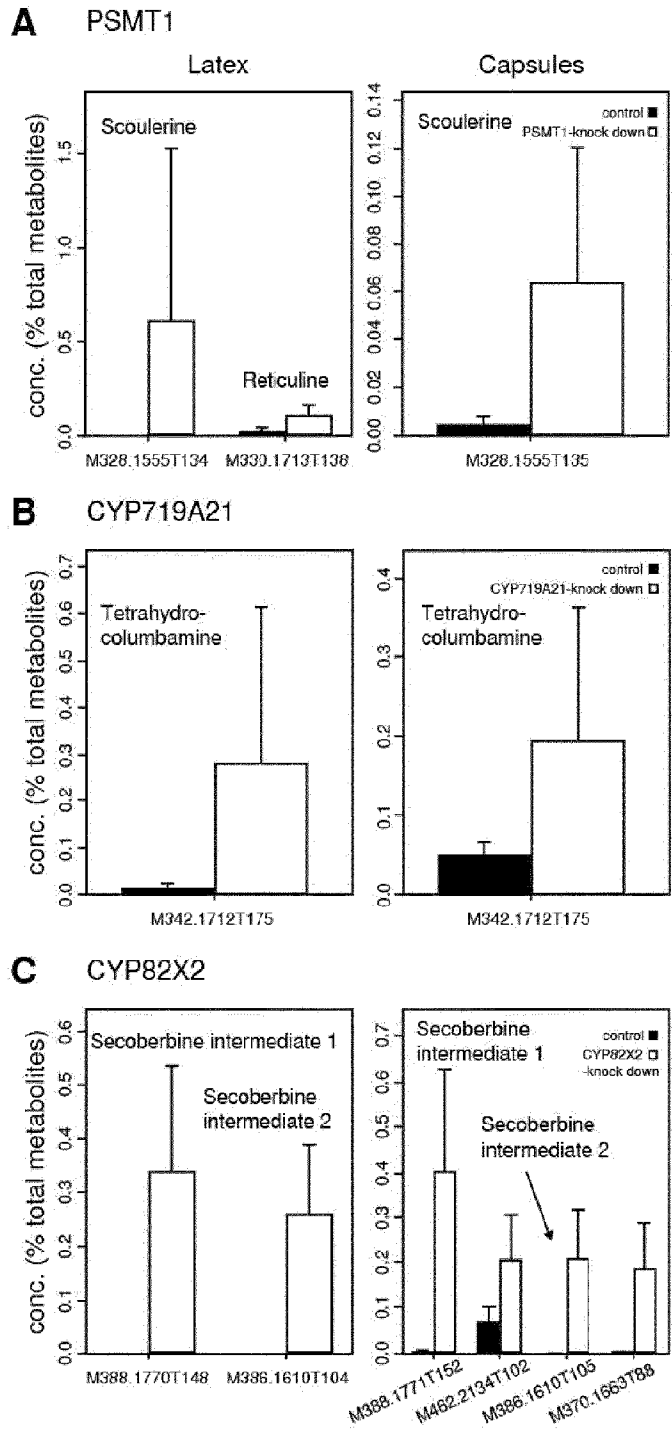 A PSMT1
Latex
Capsules
conc. (% total metabolites)
0.0
0.5
1.0
1.5
Scoulerine
Reticuline
M328.1555T134
M330.1713T138
0.00
0.02
0.04
0.06
0.08
0.10
0.12
0.14
control
Scoulerine
PSMT1-knock down
M328.1555T135
B CYP719A21
conc. (% total metabolites)
0.0
0.1
0.2
0.3
0.4
0.5
0.6
0.7
Tetrahydro-
columbamine
M342.1712T175
0.0
0.1
0.2
0.3
0.4
control
CYP719A21-knock down
Tetrahydro-
columbamine
M342.1712T175
C CYP82X2
conc. (% total metabolites)
0.0
0.1
0.2
0.3
0.4
0.5
0.6
Secoberbine intermediate 1
Secoberbine
intermediate 2
M388.1770T148
M386.1610T104
0.0
0.1
0.2
0.3
0.4
0.5
0.6
0.7
Secoberbine
intermediate 1
control
CYP82X2
-knock down
Secoberbine
intermediate 2
M388.1771T152
M462.2134T102
M386.1610T105
M370.1663T88